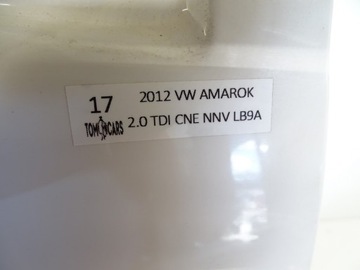 17 2012 VW AMAROK
TOMCARS 2.0 TDI CNE NNV LB9A